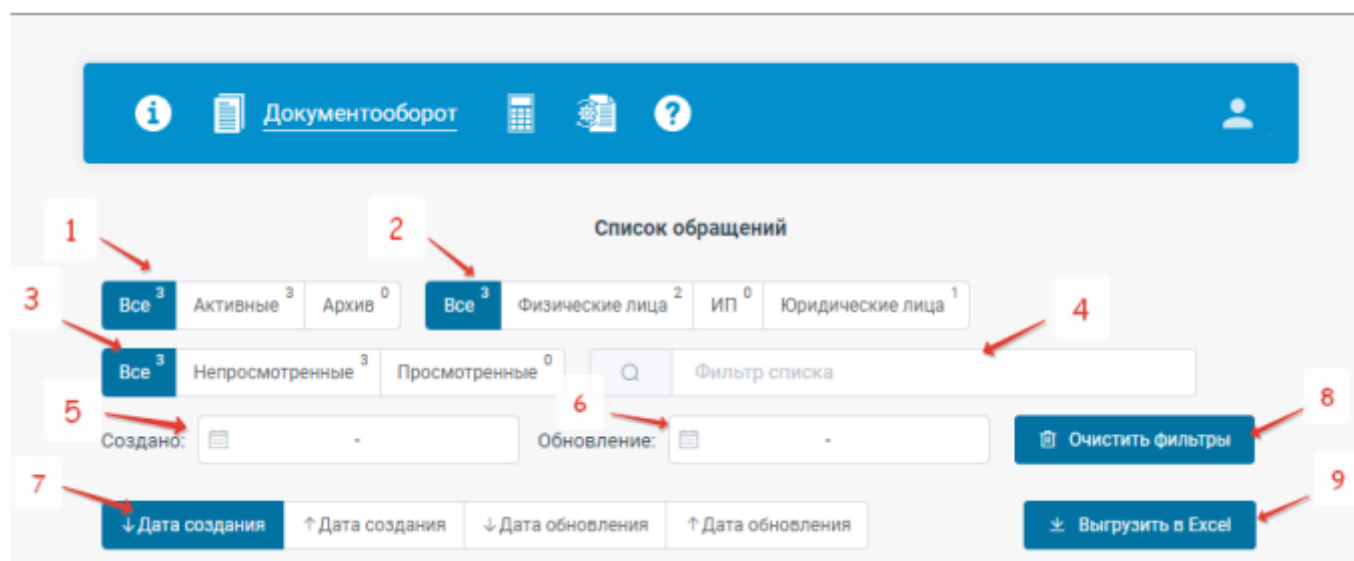 Документооборот
1
2
Список обращений
3
Все 3 Активные 3 Архив 0 Все 3 Физические лица 2 ИП 0 Юридические лица 1
4
Все 3 Непросмотренные 3 Просмотренные 0 Фильтр списка
5
6
8
Создано: - Обновление: - Очистить фильтры
7
9
↓Дата создания ↑Дата создания ↓Дата обновления ↑Дата обновления Выгрузить в Excel